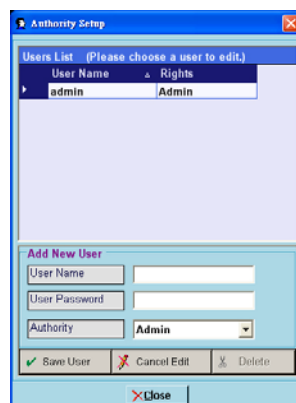 Authority Setup
Users List (Please choose a user to edit.)
User Name Rights
admin Admin
Add New User
User Name
User Password
Authority Admin
Save User Cancel Edit Delete
Close